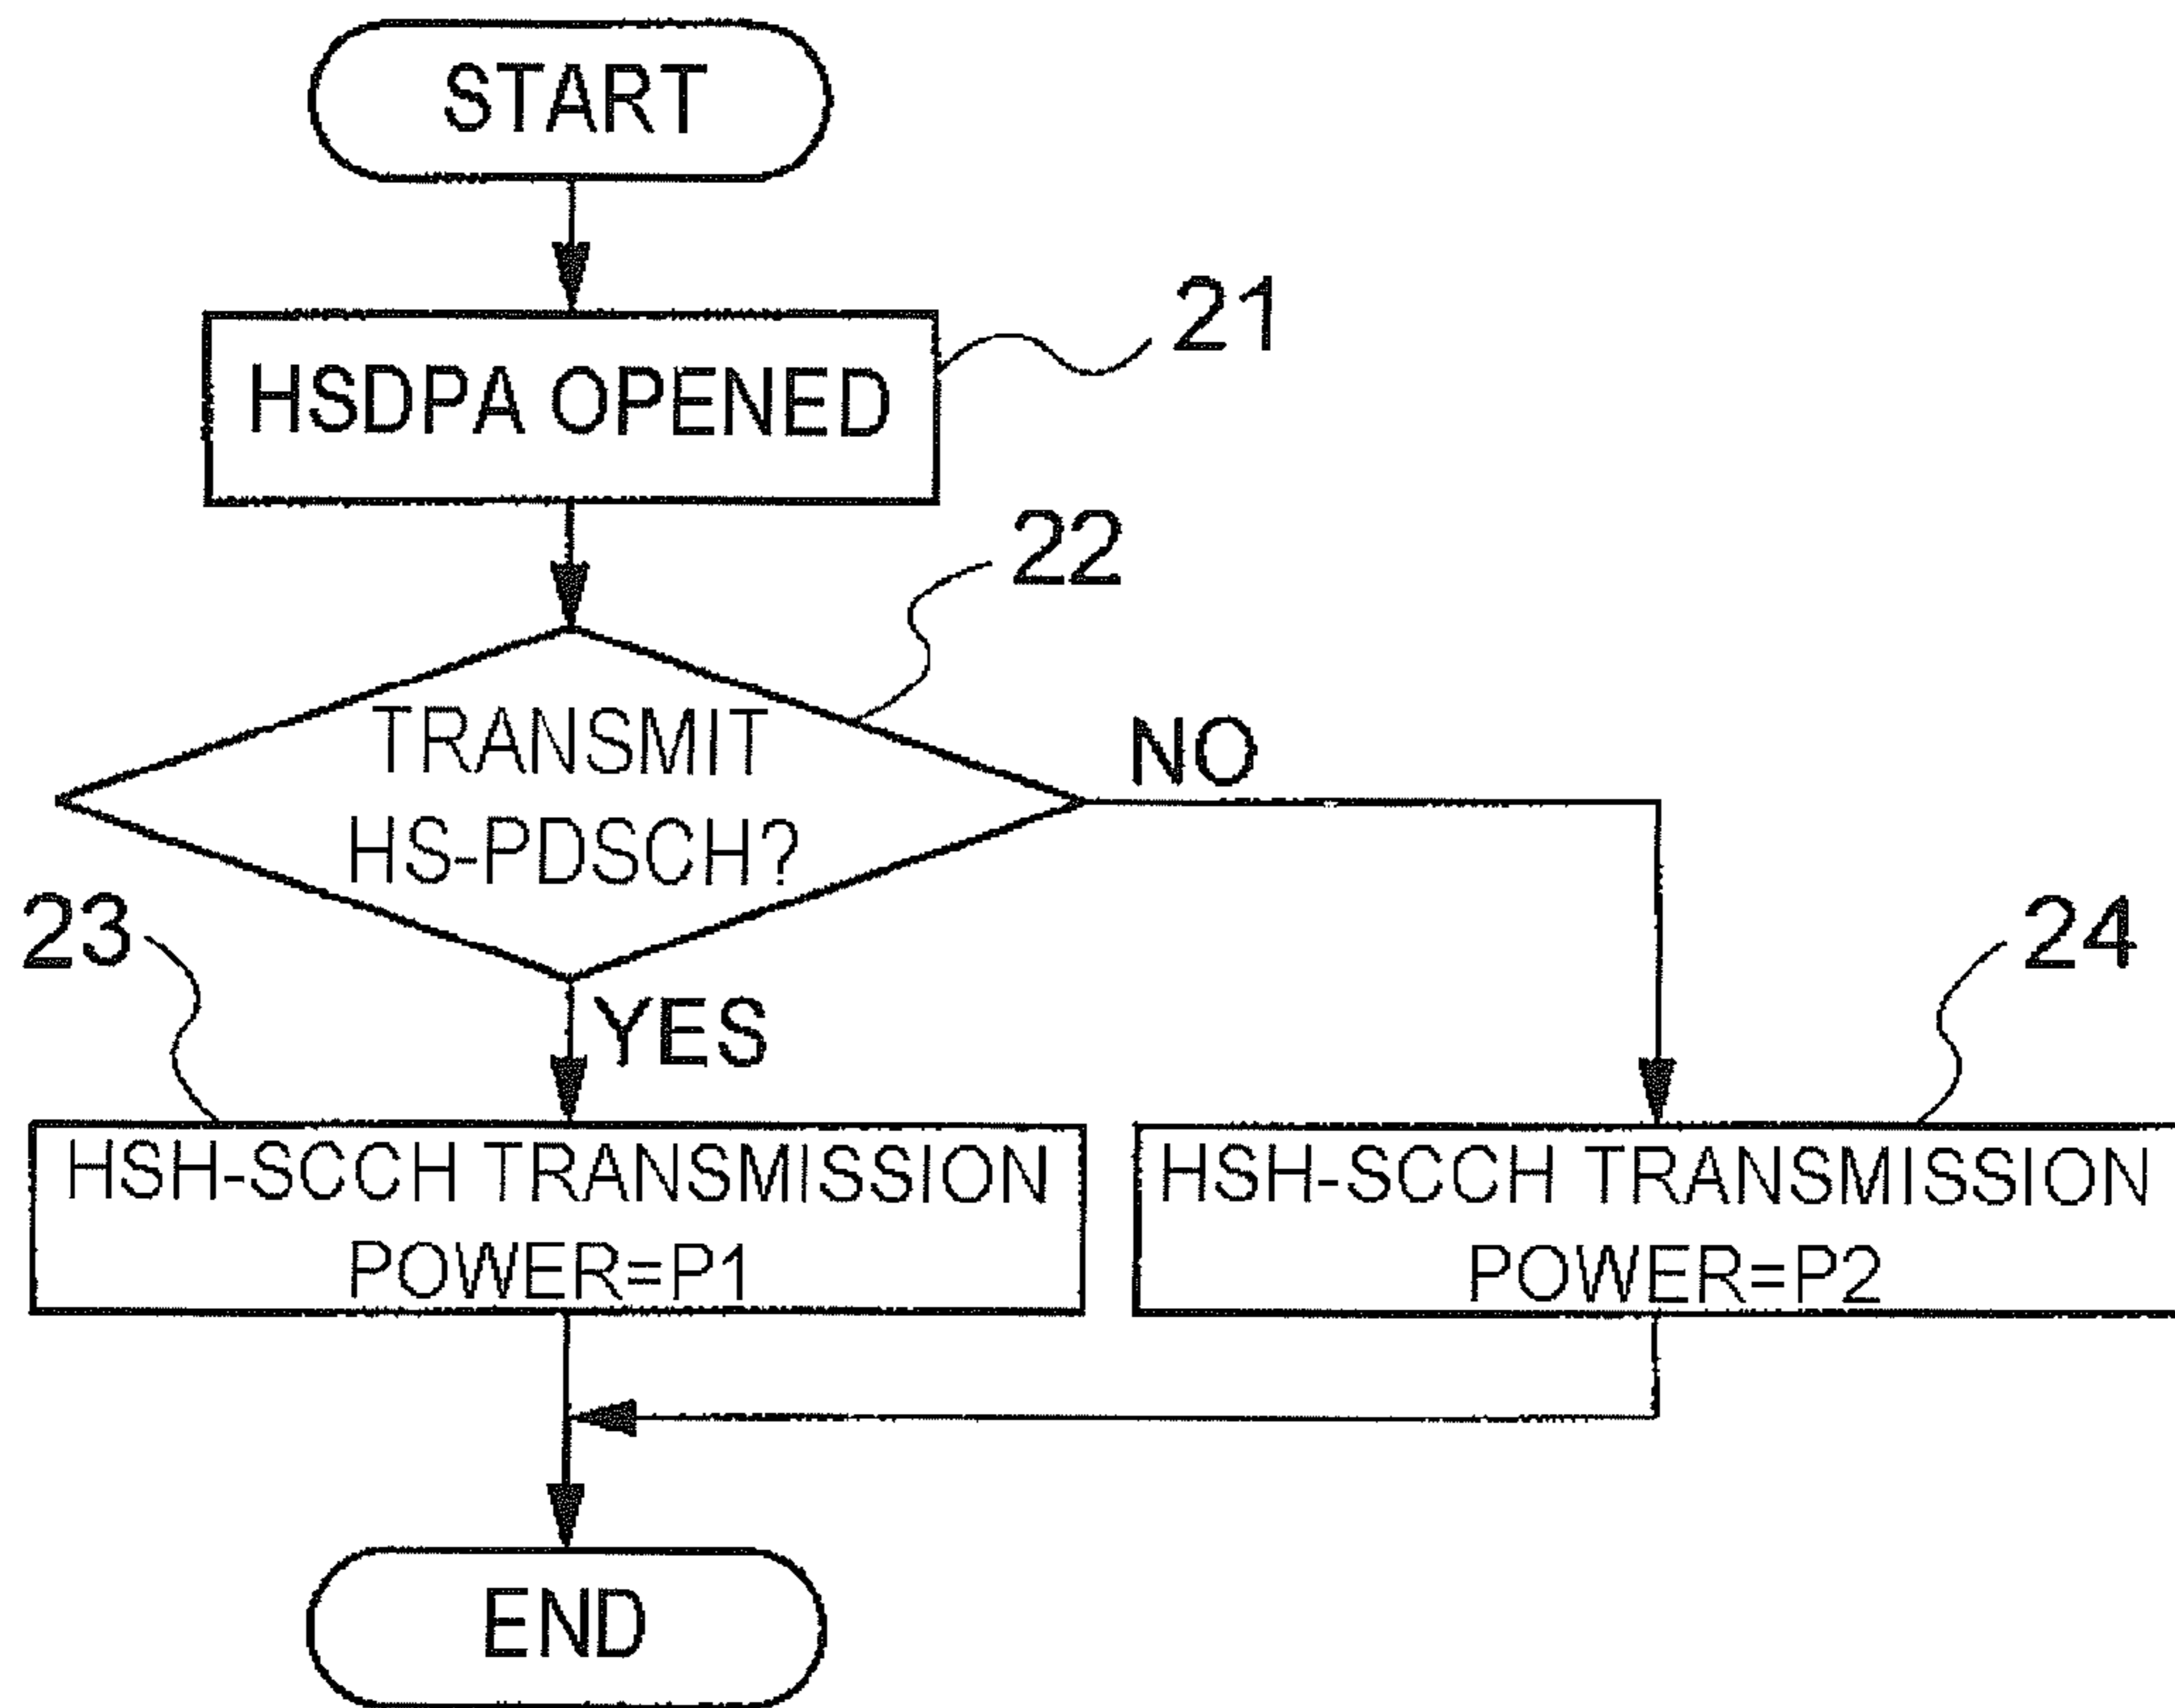 START
HSDPA OPENED
21
22
TRANSMIT
HS-PDSCH?
NO
YES
23
HSH-SCCH TRANSMISSION
POWER=P1
24
HSH-SCCH TRANSMISSION
POWER=P2
END